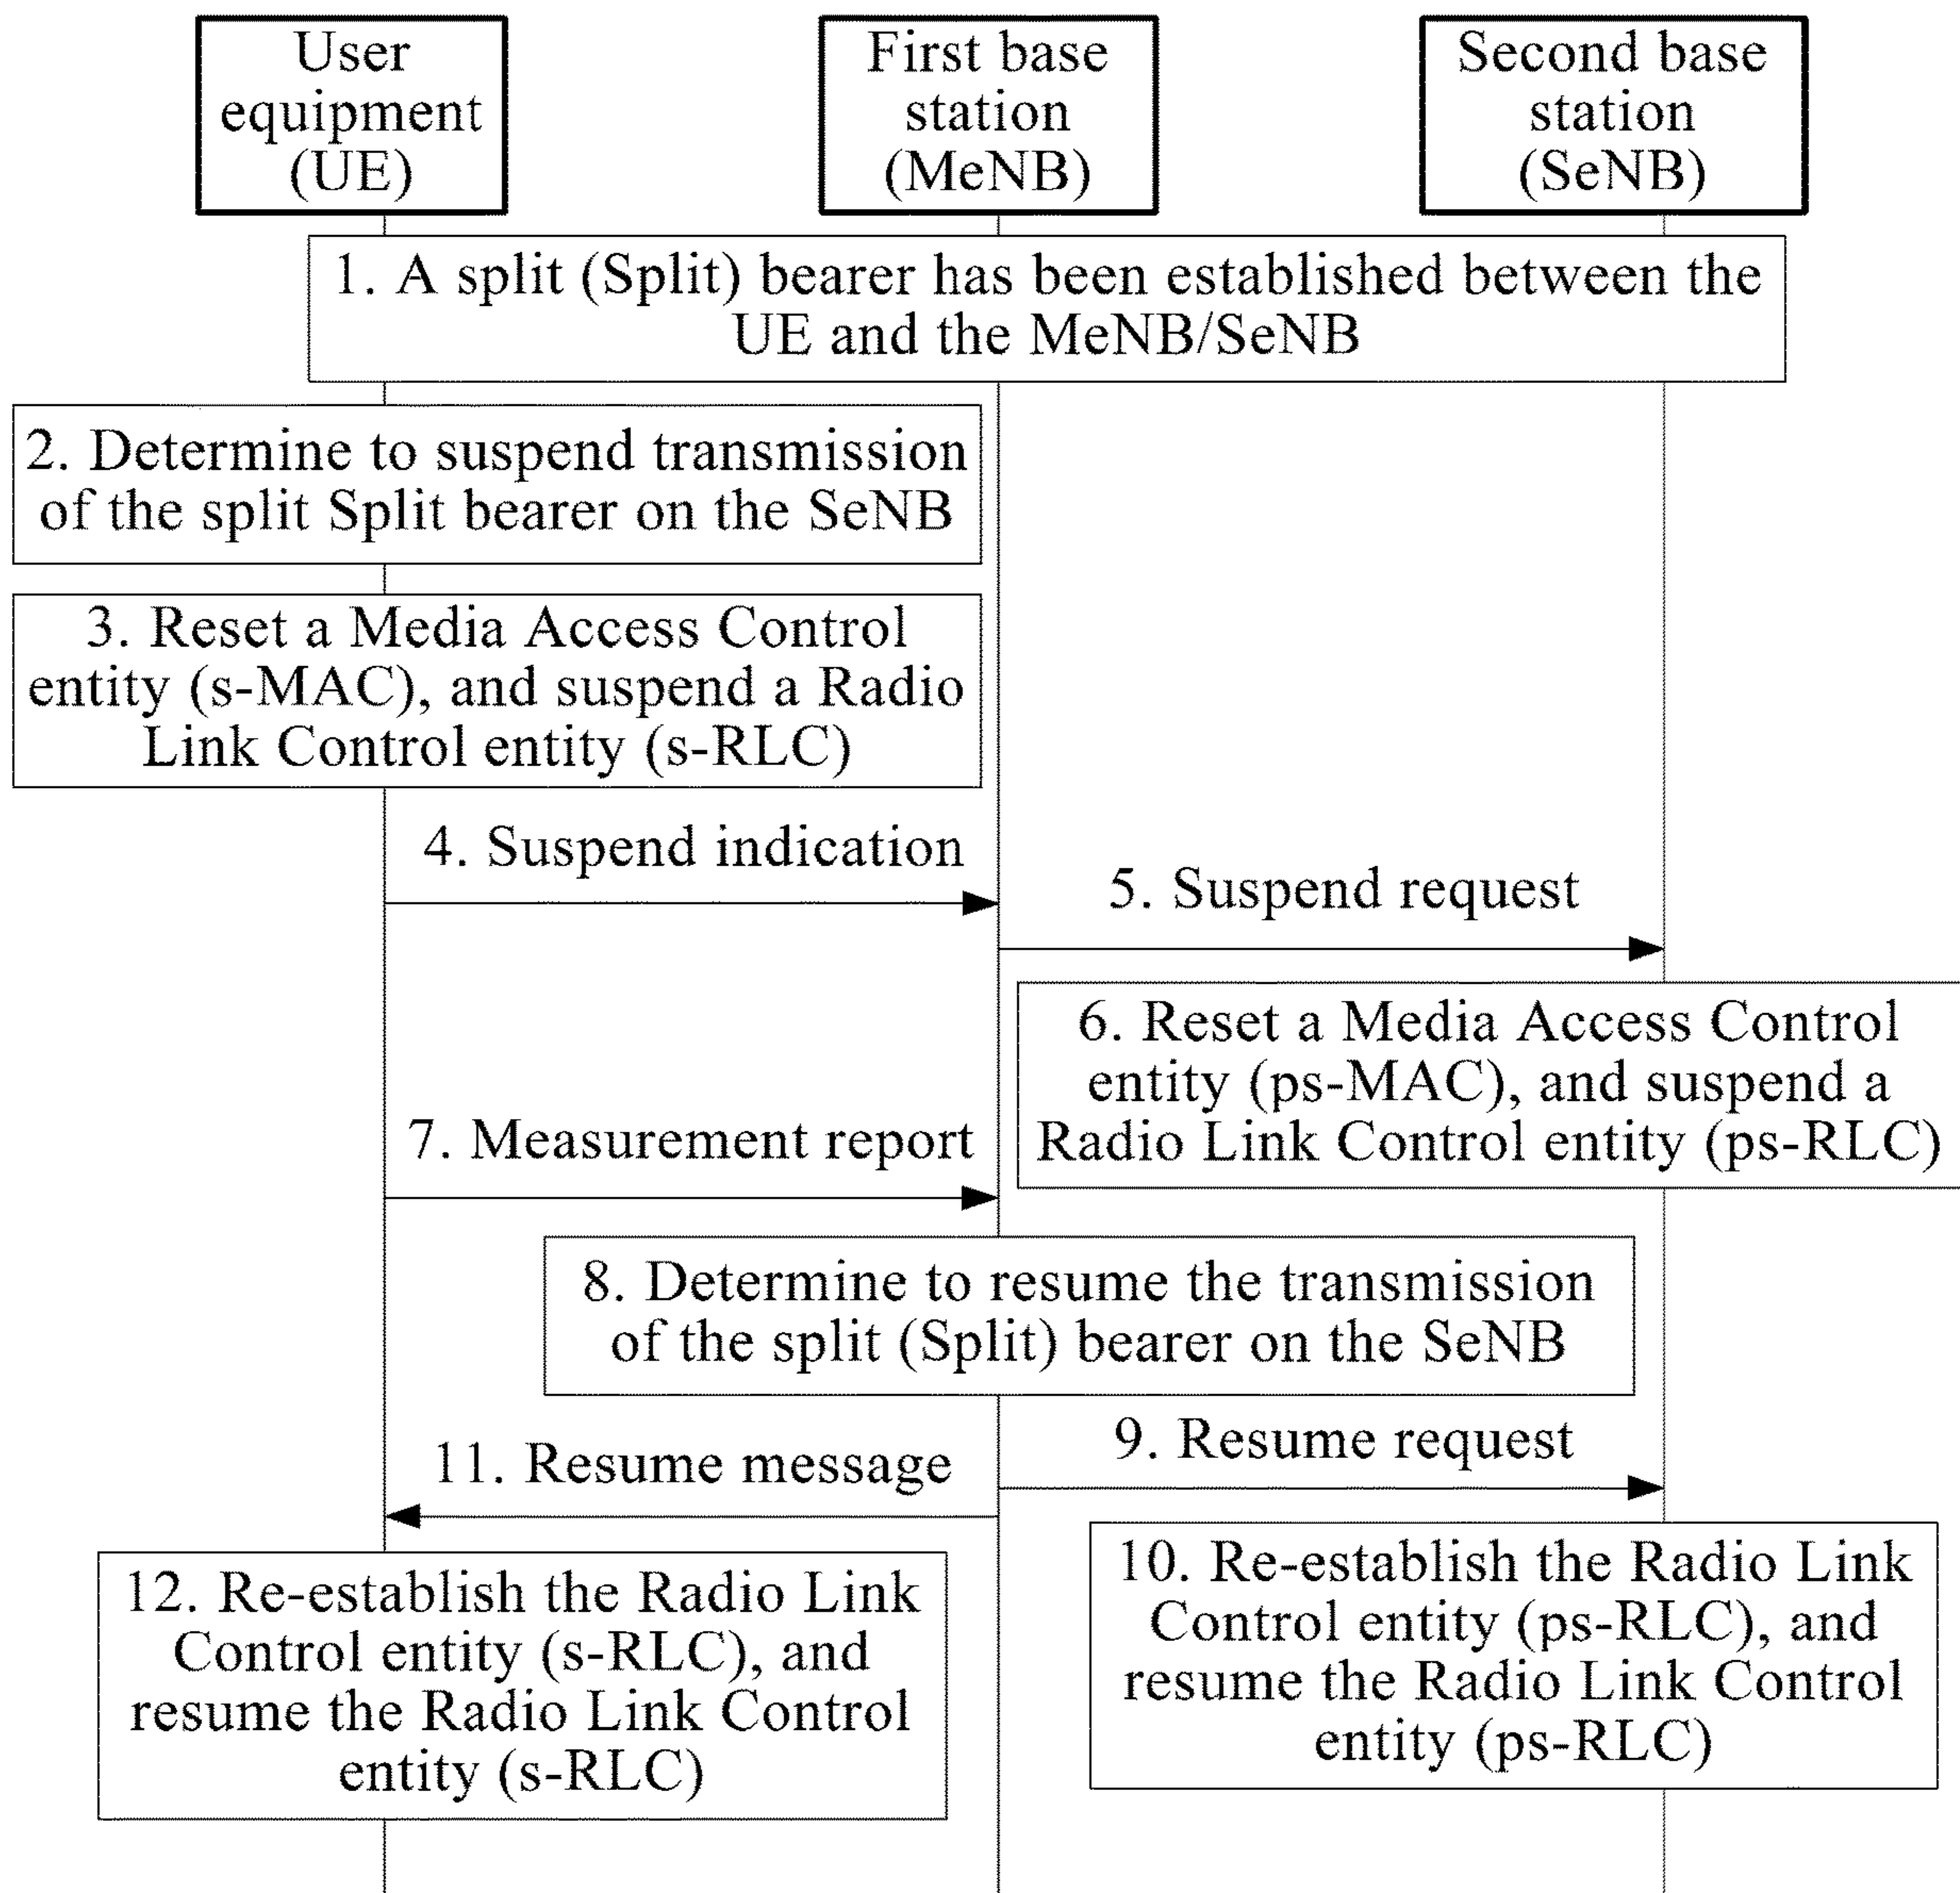 User
equipment
(UE)
First base
station
(MeNB)
Second base
station
(SeNB)
1. A split (Split) bearer has been established between the
UE and the MeNB/SeNB
2. Determine to suspend transmission
of the split Split bearer on the SeNB
3. Reset a Media Access Control
entity (s-MAC), and suspend a Radio
Link Control entity (s-RLC)
4. Suspend indication
5. Suspend request
6. Reset a Media Access Control
entity (ps-MAC), and suspend a
Radio Link Control entity (ps-RLC)
7. Measurement report
8. Determine to resume the transmission
of the split (Split) bearer on the SeNB
9. Resume request
11. Resume message
10. Re-establish the Radio Link
Control entity (ps-RLC), and
resume the Radio Link Control
entity (ps-RLC)
12. Re-establish the Radio Link
Control entity (s-RLC), and
resume the Radio Link Control
entity (s-RLC)